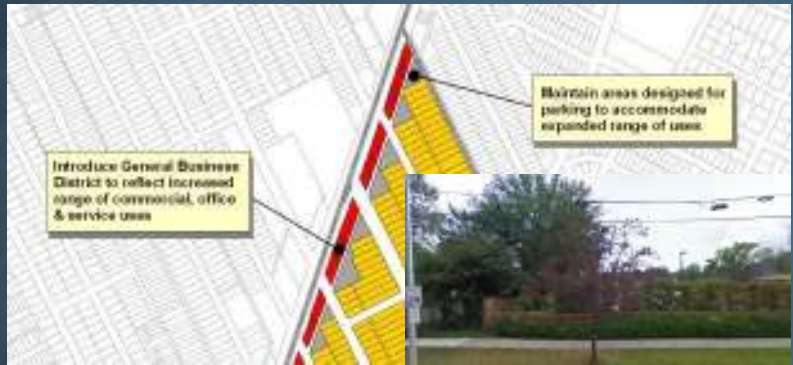 Maintain areas designed for
parking to accommodate
expanded range of uses
Introduce General Business
District to reflect increased
range of commercial, office
& service uses